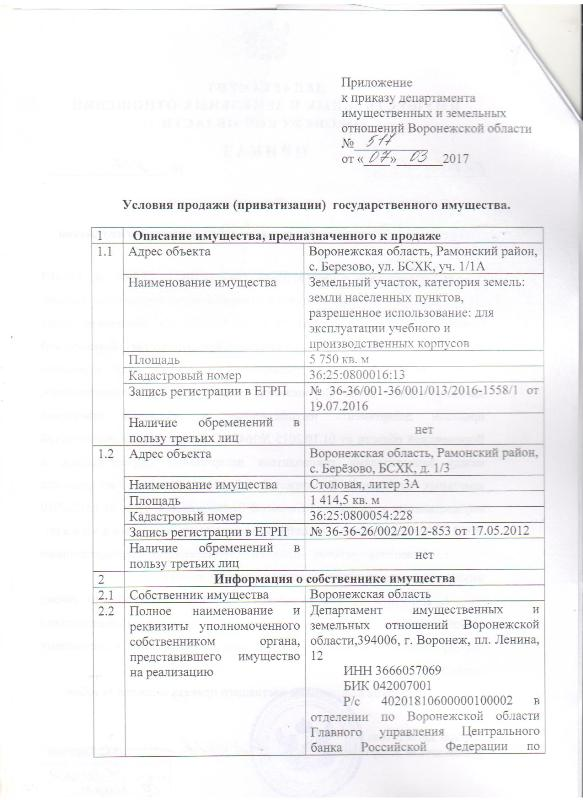 Приложение
к приказу департамента
имущественных и земельных
отношений Воронежской области
№ 517
от «07» 03 2017
Условия продажи (приватизации) государственного имущества.
1 Описание имущества, предназначенного к продаже
1.1 Адрес объекта Воронежская область, Рамонский район,
с. Березово, ул. БСХК, уч. 1/1А
Наименование имущества Земельный участок, категория земель:
земли населенных пунктов,
разрешенное использование: для
эксплуатации учебного и
производственных корпусов
Площадь 5 750 кв. м
Кадастровый номер 36:25:0800016:13
Запись регистрации в ЕГРП № 36-36/001-36/001/013/2016-1558/1 от
19.07.2016
Наличие обременений в
пользу третьих лиц нет
1.2 Адрес объекта Воронежская область, Рамонский район,
с. Берёзово, БСХК, д. 1/3
Наименование имущества Столовая, литер 3А
Площадь 1 414,5 кв. м
Кадастровый номер 36:25:0800054:228
Запись регистрации в ЕГРП № 36-36-26/002/2012-853 от 17.05.2012
Наличие обременений в
пользу третьих лиц нет
2 Информация о собственнике имущества
2.1 Собственник имущества Воронежская область
2.2 Полное наименование и Департамент имущественных и
реквизиты уполномоченного земельных отношений Воронежской
собственником органа, области,394006, г. Воронеж, пл. Ленина,
представившего имущество 12
на реализацию ИНН 3666057069
БИК 042007001
Р/с 40201810600000100002 в
отделении по Воронежской области
Главного управления Центрального
банка Российской Федерации по